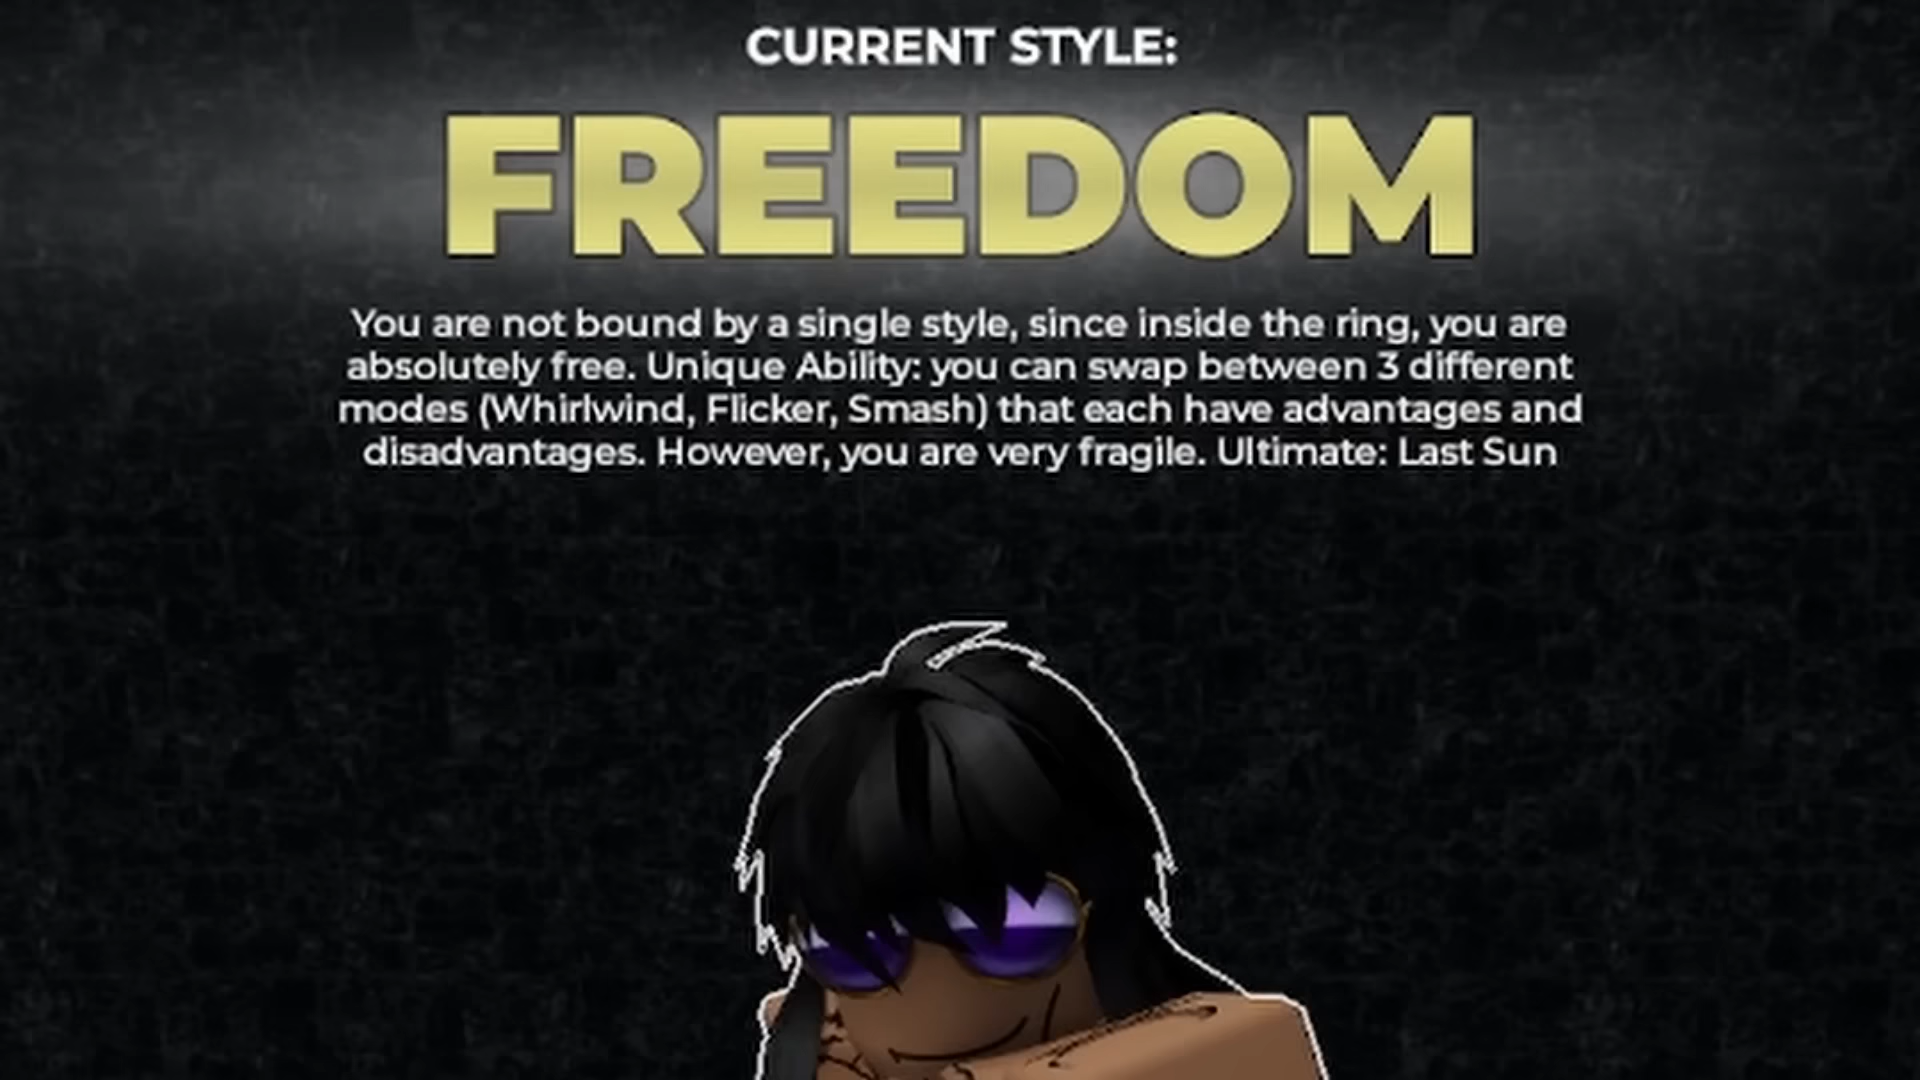 CURRENT STYLE:
FREEDOM
You are not bound by a single style, since inside the ring, you are
absolutely free. Unique Ability: you can swap between 3 different
modes (Whirlwind, Flicker, Smash) that each have advantages and
disadvantages. However, you are very fragile. Ultimate: Last Sun